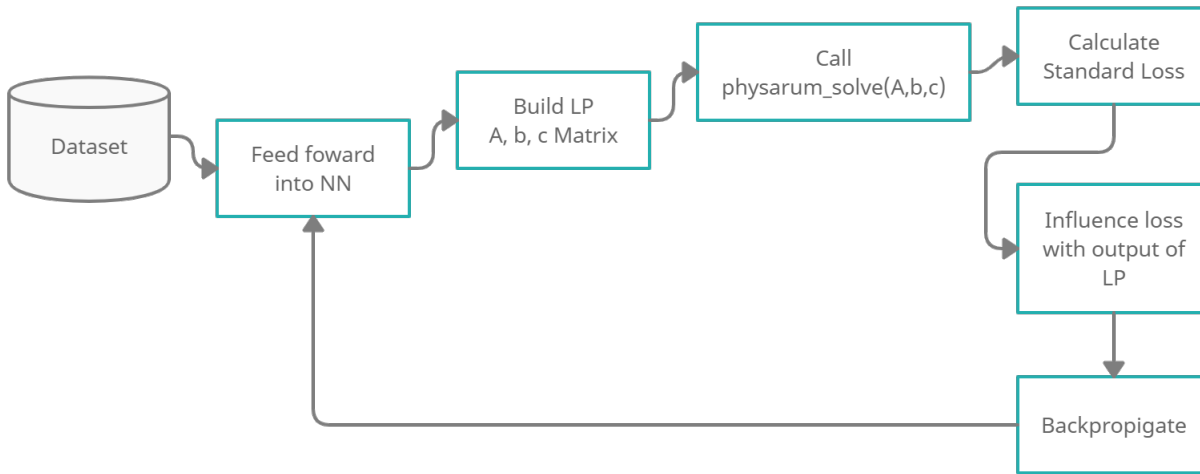 Dataset
Feed foward
into NN
Build LP
A, b, c Matrix
Call
physarum_solve(A,b,c)
Calculate
Standard Loss
Influence loss
with output of
LP
Backpropigate